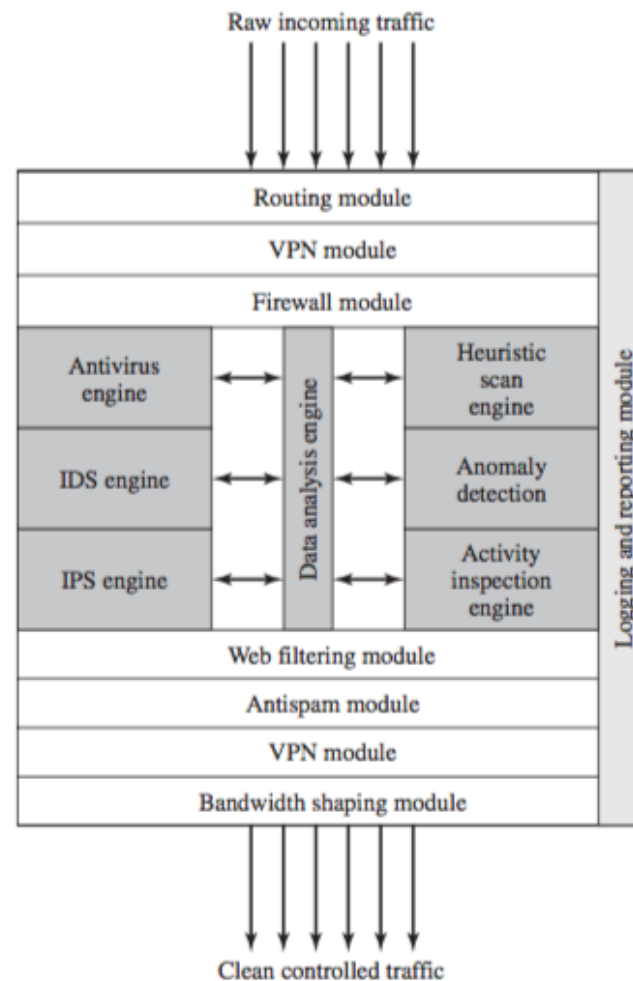 Raw incoming traffic
Routing module
VPN module
Firewall module
Antivirus
engine
IDS engine
IPS engine
Data analysis engine
Heuristic
scan
engine
Anomaly
detection
Activity
inspection
engine
Web filtering module
Antispam module
VPN module
Bandwidth shaping module
Logging and reporting module
Clean controlled traffic